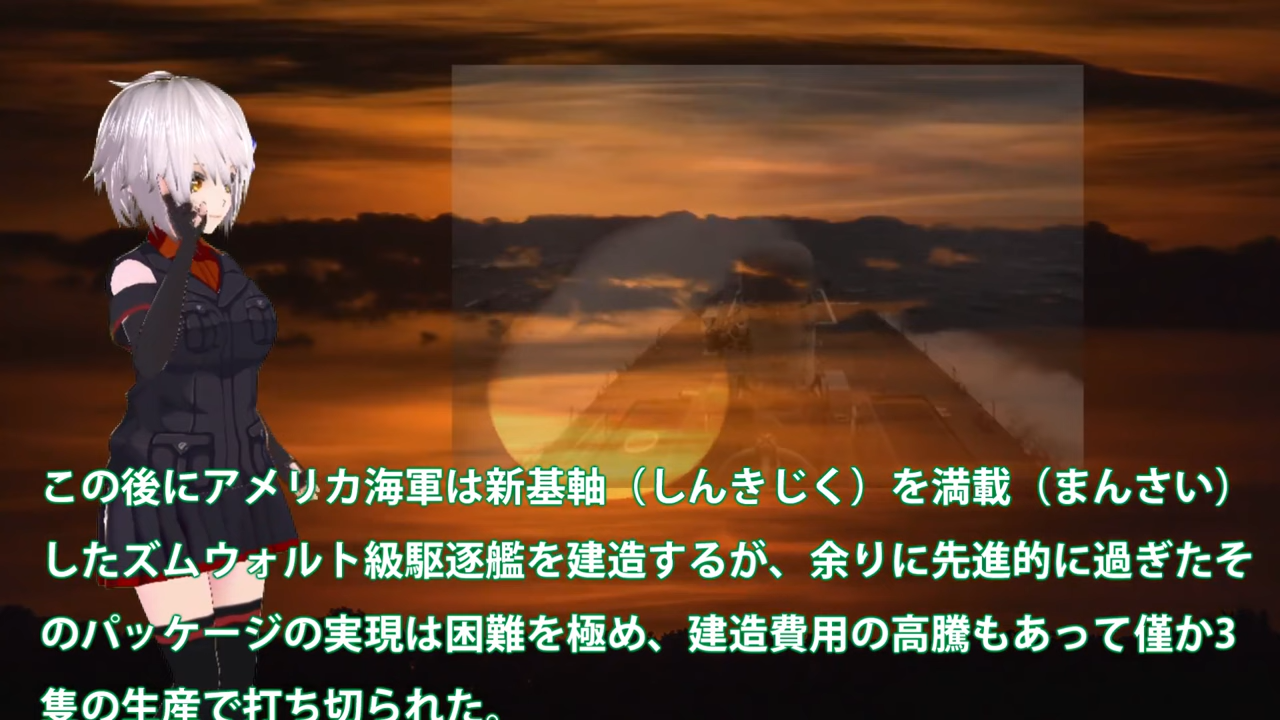 この後にアメリカ海軍は新基軸（しんきじく）を満載（まんさい）
したズムウォルト級駆逐艦を建造するが、余りに先進的に過ぎたそ
のパッケージの実現は困難を極め、建造費用の高騰もあって僅か3
隻の生産で打ち切られた。